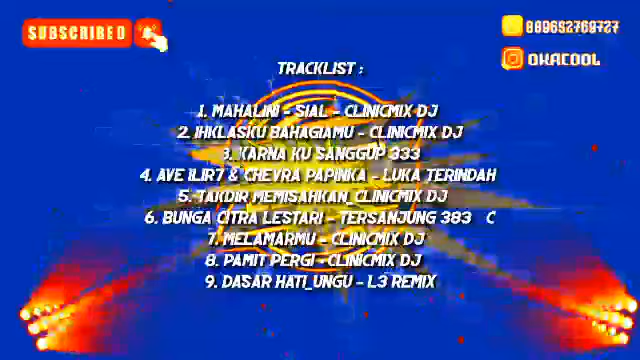 SUBSCRIBED
OKACOOL
TRACKLIST :
1. MAHALINI - SIAL - CLINICMIX DJ
2. IHKLASKU BAHAGIAMU - CLINICMIX DJ
3. KARNA KU SANGGUP 333
4. AVE ILIR7 & CHEVRA PAPINKA - LUKA TERINDAH
5. TAKDIR MEMISAHKAN_CLINICMIX DJ
6. BUNGA CITRA LESTARI - TERSANJUNG 383 C
7. MELAMARMU - CLINICMIX DJ
8. PAMIT PERGI -CLINICMIX DJ
9. DASAR HATI_UNGU - L3 REMIX